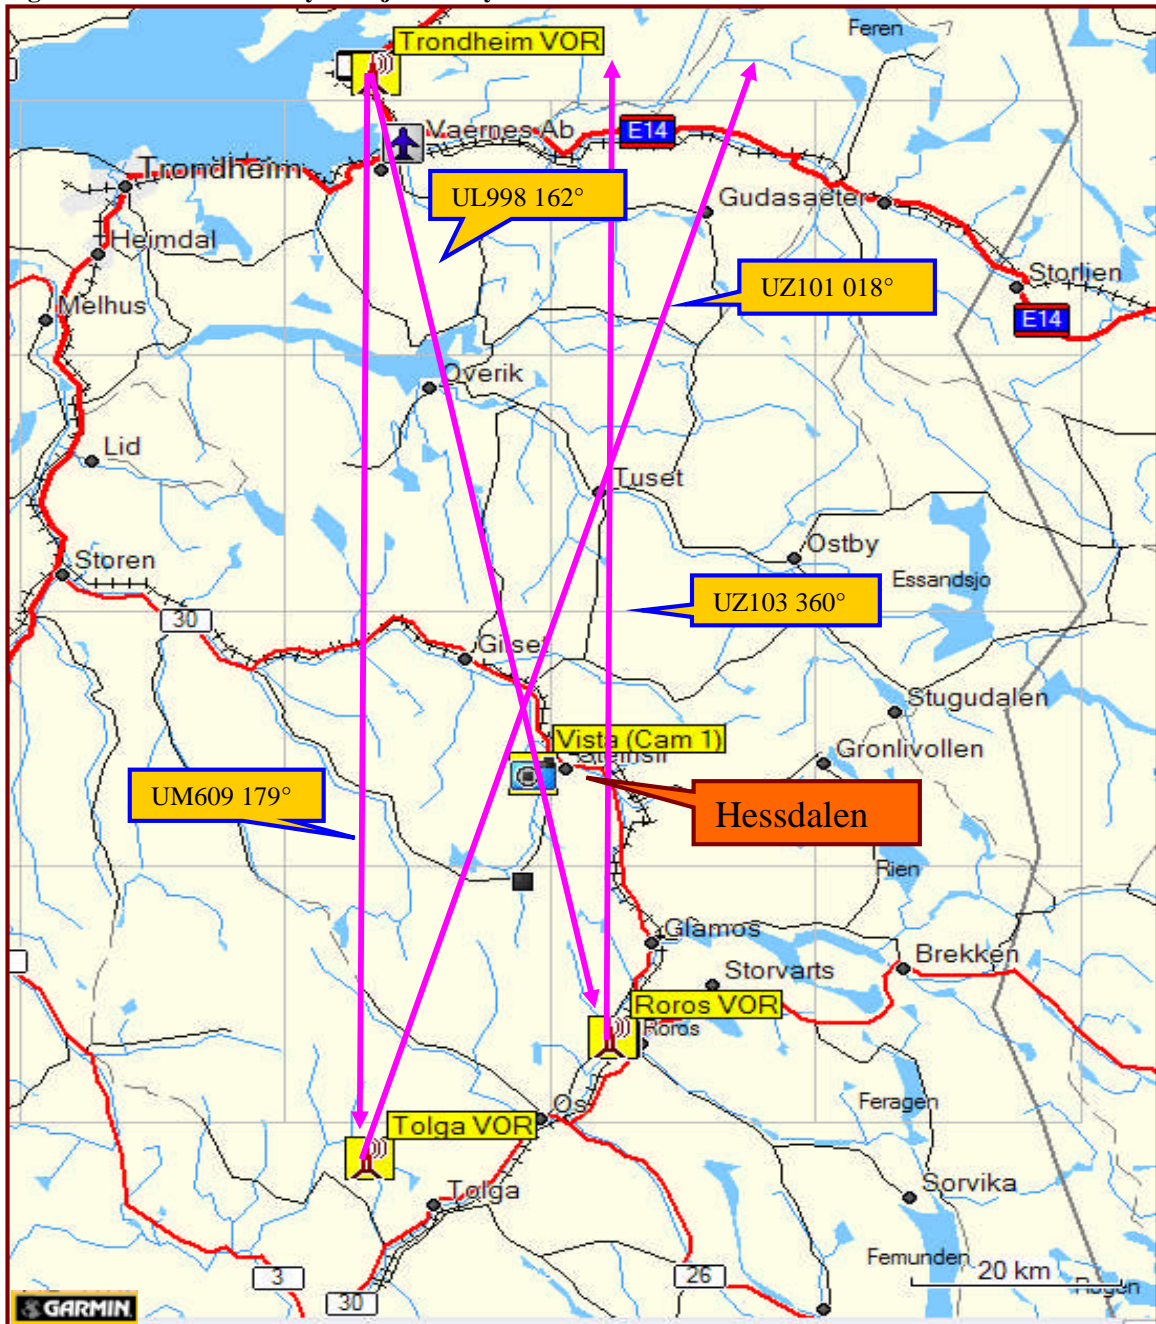 Trondheim VOR
Feren
Vaernes Ab
E14
Trondheim
UL998 162°
Gudasaeter
Heimdal
UZ101 018°
Storlien
Melhus
E14
Overik
Lid
Tuset
Ostby
Storen
Essandsjo
UZ103 360°
30
Gilset
Stugudalen
Vista (Cam 1)
Gronlivollen
UM609 179°
Hessdalen
Rien
Glamos
Brekken
Storvarts
Roros VOR
Roros
Os
Feragen
Tolga VOR
Tolga
Sorvika
Femunden
20 km
3
26
30
GARMIN